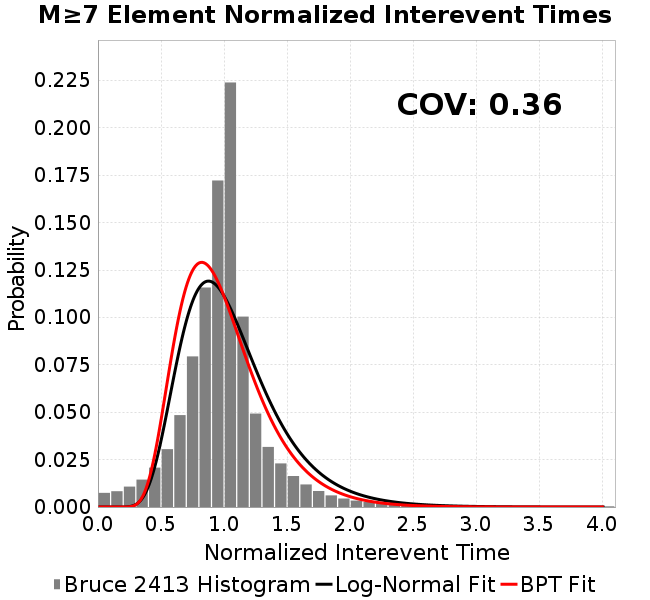 M≥7 Element Normalized Interevent Times
COV: 0.36
Probability
0.225
0.200
0.175
0.150
0.125
0.100
0.075
0.050
0.025
0.000
0.0 0.5 1.0 1.5 2.0 2.5 3.0 3.5 4.0
Normalized Interevent Time
Bruce 2413 Histogram Log-Normal Fit BPT Fit